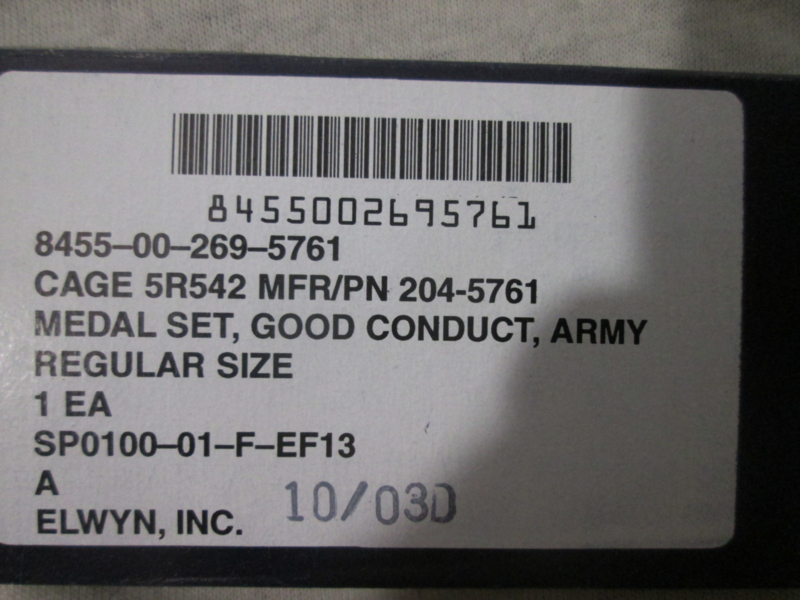 8455002695761
8455-00-269-5761
CAGE 5R542 MFR/PN 204-5761
MEDAL SET, GOOD CONDUCT, ARMY
REGULAR SIZE
1 EA
SP0100-01-F-EF13
A
ELWYN, INC. 10/03D